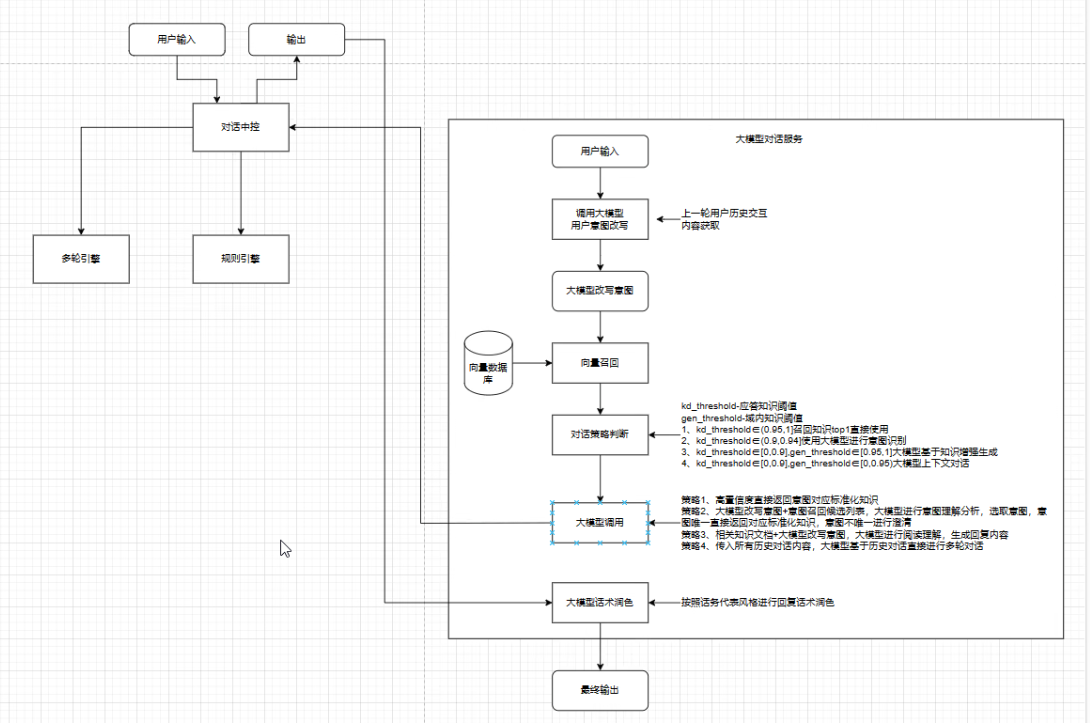 用户输入
输出
对话中控
多轮引擎
规则引擎
大模型对话服务
用户输入
调用大模型
用户意图改写
上一轮用户历史交互
内容获取
大模型改写意图
向量数据
库
向量召回
对话策略判断
kd_threshold-应答知识阈值
gen_threshold-域内知识阈值
1、kd_threshold∈(0.95,1]召回知识top1直接使用
2、kd_threshold∈(0.9,0.94]使用大模型进行意图识别
3、kd_threshold∈[0,0.9],gen_threshold∈[0.95,1]大模型基于知识增强生成
4、kd_threshold∈[0,0.9],gen_threshold∈[0,0.95)大模型上下文对话
大模型调用
策略1、高置信度直接返回意图对应标准化知识
策略2、大模型改写意图+意图召回候选列表，大模型进行意图理解分析，选取意图，意
图唯一直接返回对应标准化知识，意图不唯一进行澄清
策略3、相关知识文档+大模型改写意图，大模型进行阅读理解，生成回复内容
策略4、传入所有历史对话内容，大模型基于历史对话直接进行多轮对话
大模型话术润色
按照话务代表风格进行回复话术润色
最终输出